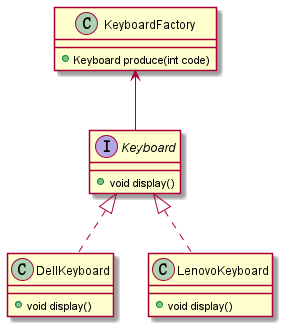 C KeyboardFactory
Keyboard produce(int code)
I Keyboard
void display()
C DellKeyboard
void display()
C LenovoKeyboard
void display()